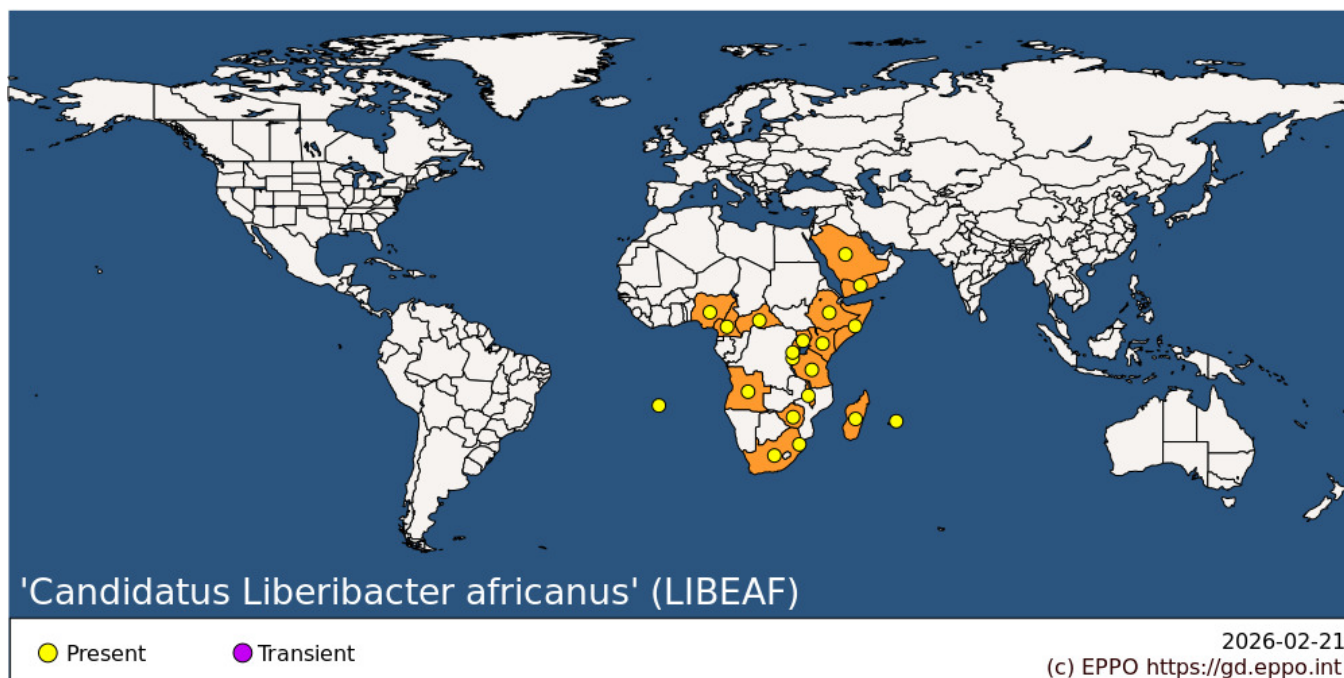 'Candidatus Liberibacter africanus' (LIBEAF)
Present
Transient
2026-02-21
(c) EPPO https://gd.eppo.int